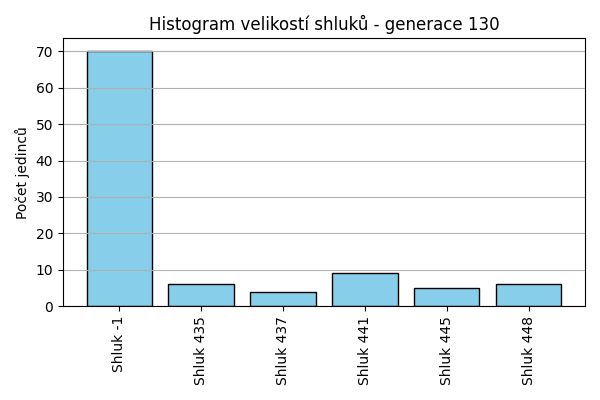 Histogram velikostí shluků - generace 130
Počet jedinců
70
60
50
40
30
20
10
0
Shluk -1
Shluk 435
Shluk 437
Shluk 441
Shluk 445
Shluk 448